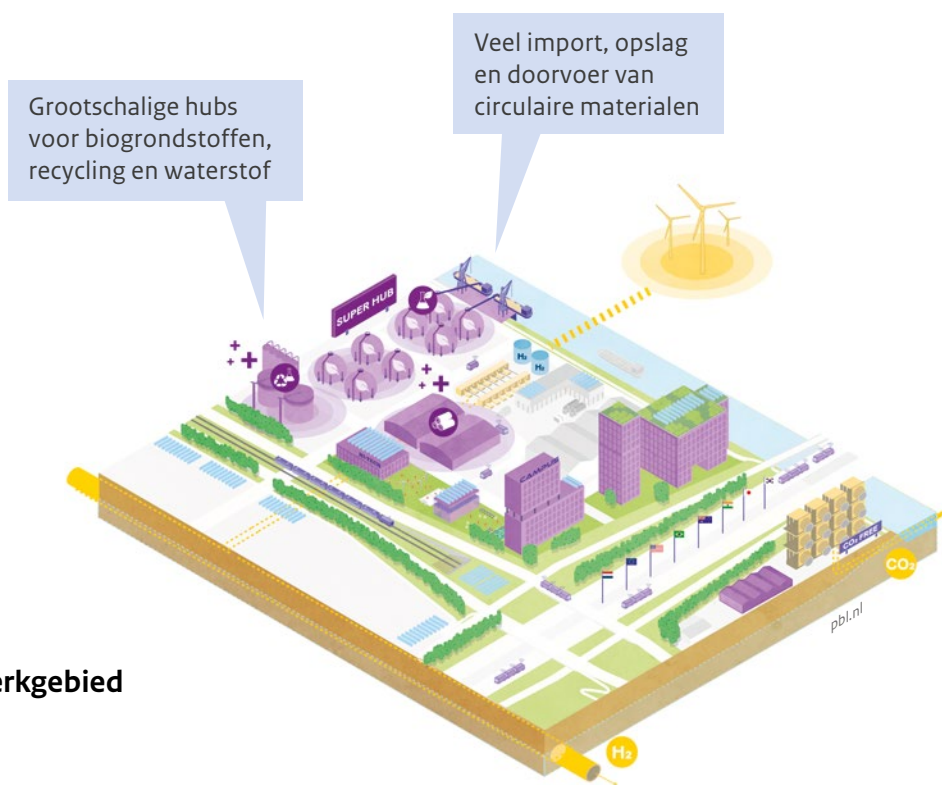 Veel import, opslag
en doorvoer van
circulaire materialen
Grootschalige hubs
voor biogrondstoffen,
recycling en waterstof
SUPER HUB
H₂
H₂
CAMPUS
CO₂ FREE
CO₂
pbl.nl
erkgebied
H₂